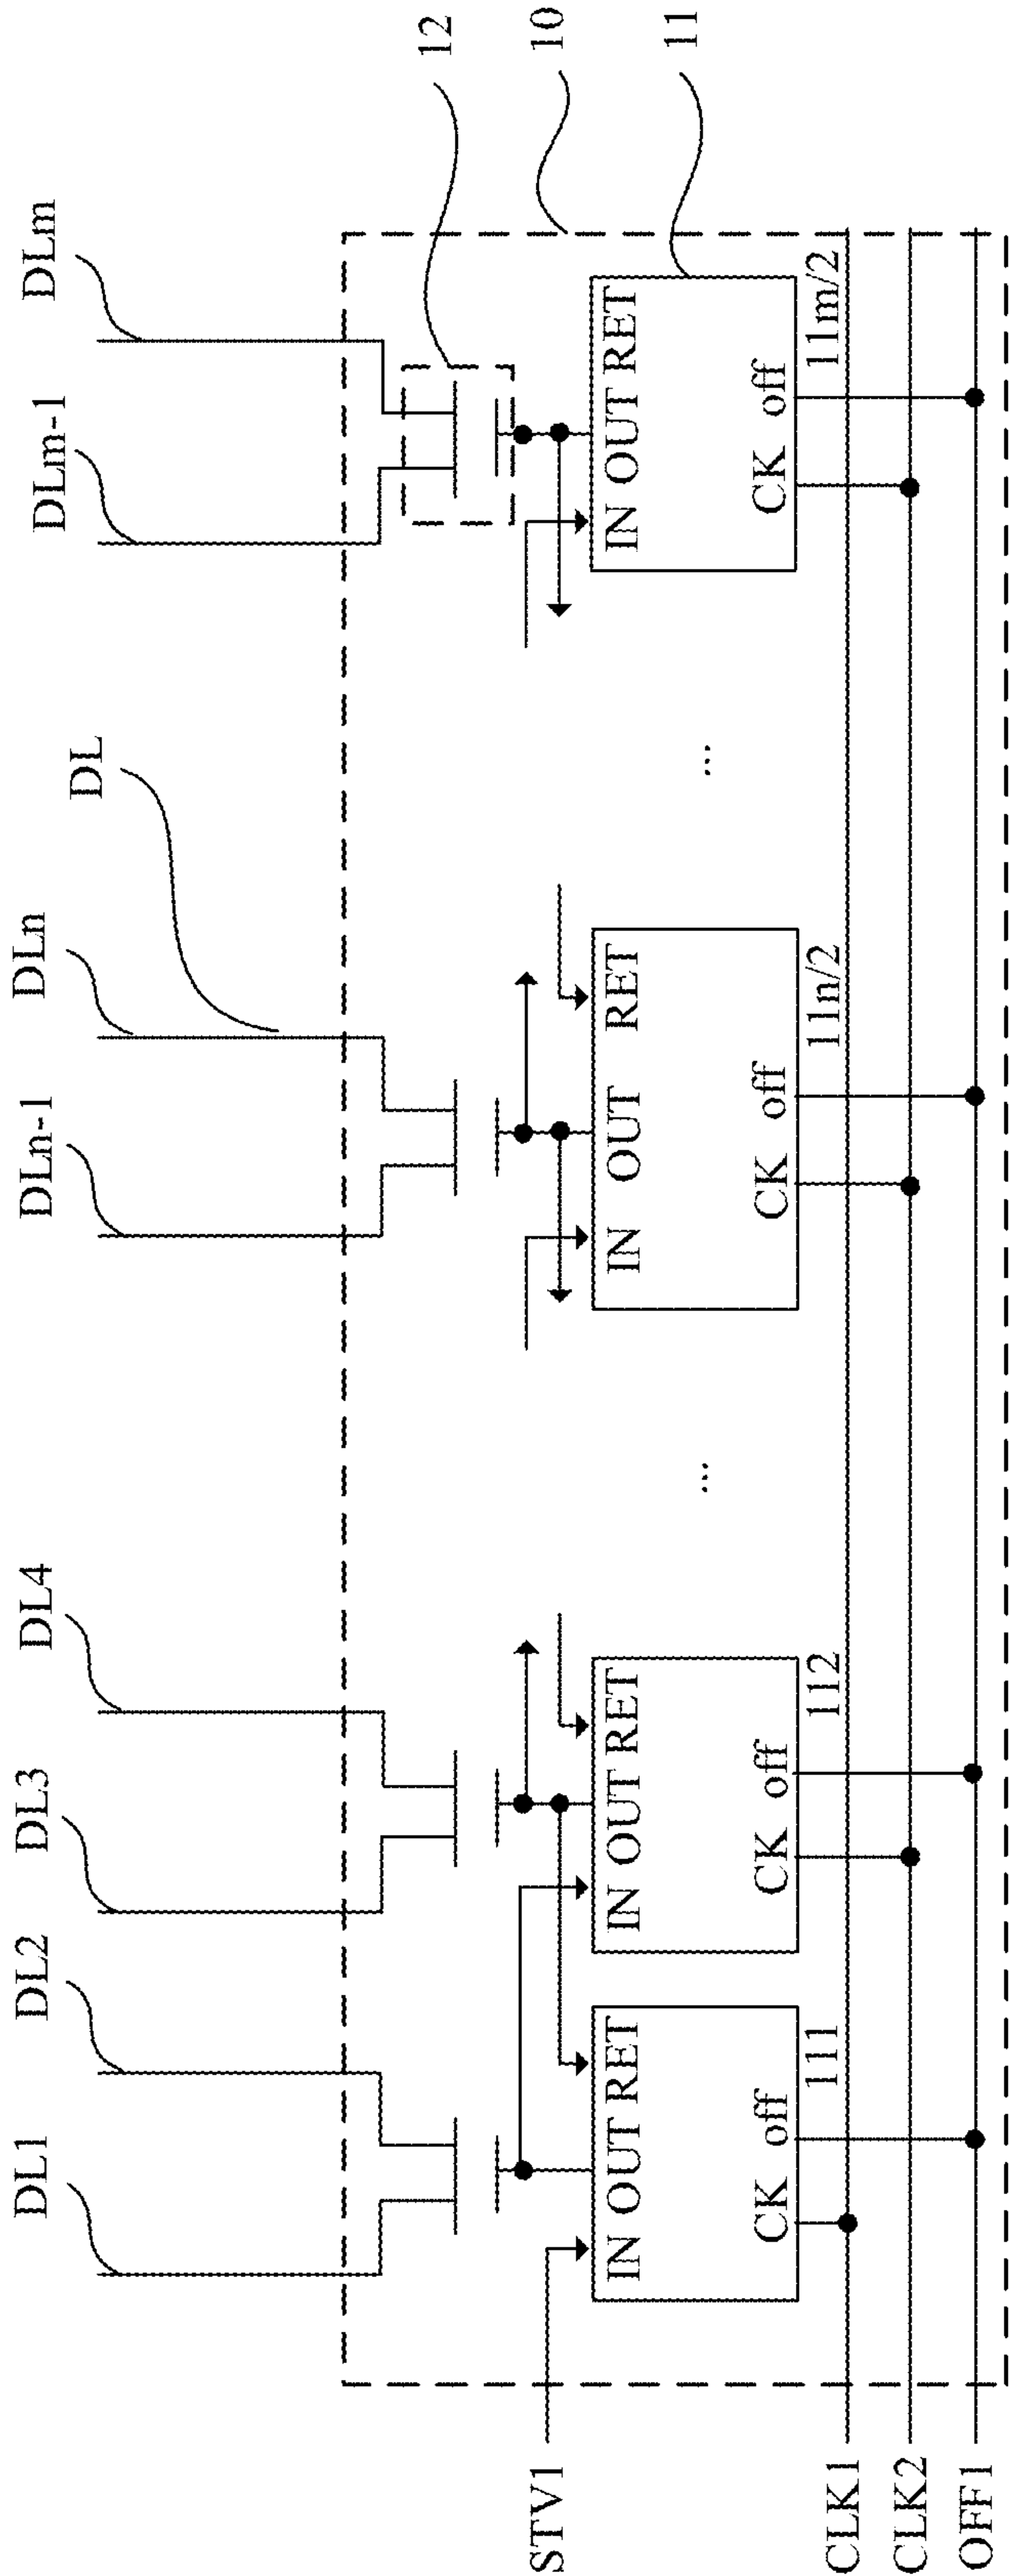 DL1
DL2
DL3
DL4
DLn-1
DLn
DL
DLm-1
DLm
12
10
11
STV1
IN OUT RET
CK off
111
IN OUT RET
CK off
112
...
IN OUT RET
CK off
11n/2
...
IN OUT RET
CK off
11m/2
CLK1
CLK2
OFF1